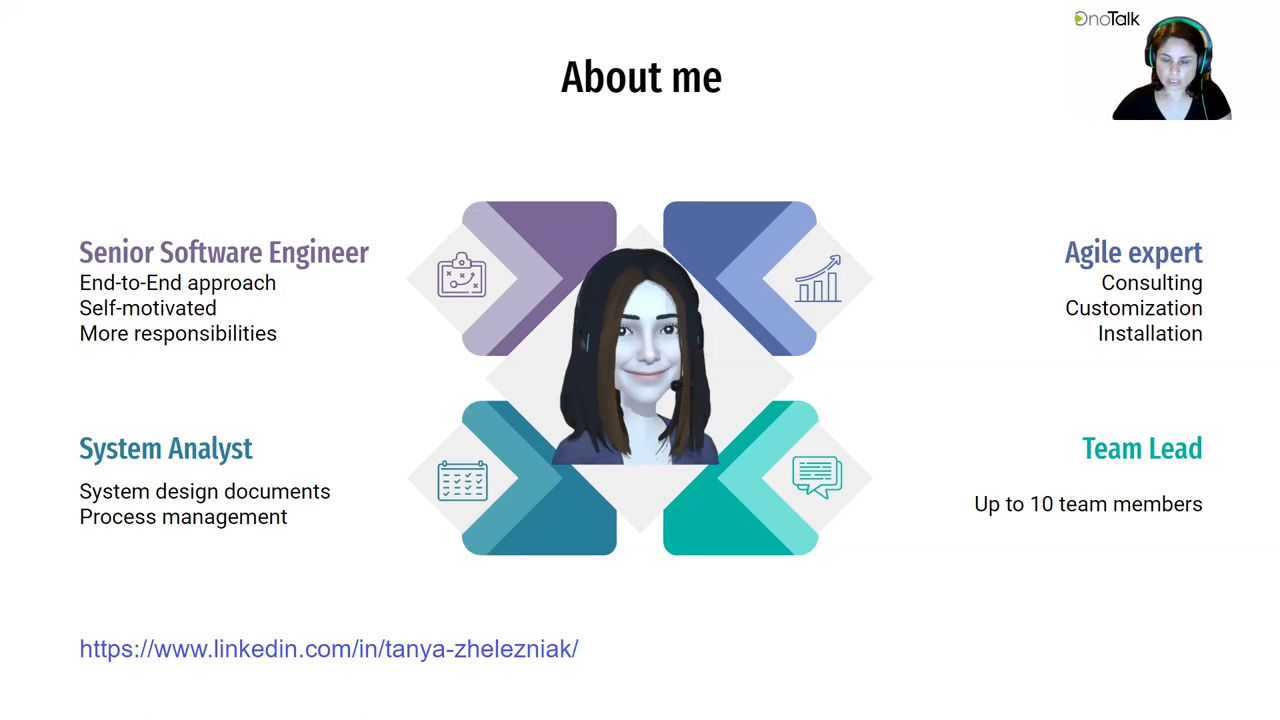 OnoTalk
About me
Senior Software Engineer
End-to-End approach
Self-motivated
More responsibilities
Agile expert
Consulting
Customization
Installation
System Analyst
System design documents
Process management
Team Lead
Up to 10 team members
https://www.linkedin.com/in/tanya-zhelezniak/